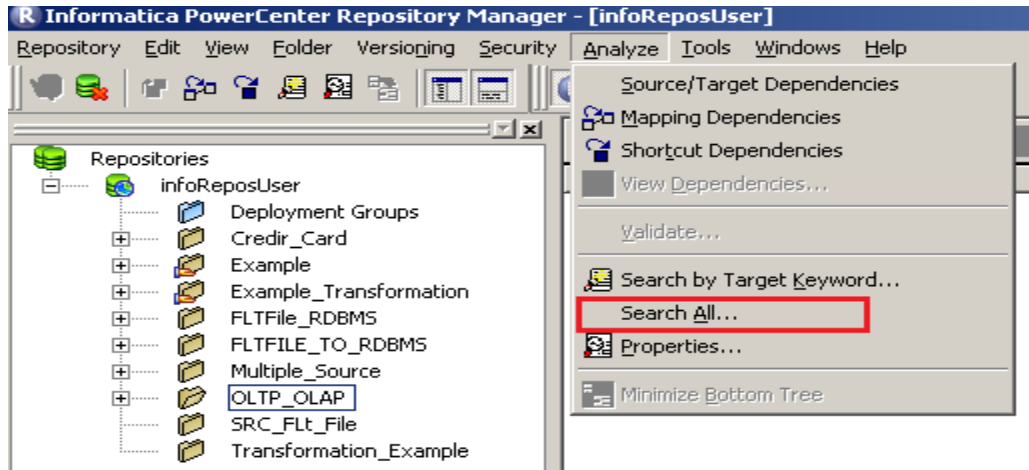 Informatica PowerCenter Repository Manager - [infoReposUser]
Repository Edit View Folder Versioning Security Analyze Tools Windows Help
Repositories
infoReposUser
Deployment Groups
Credir_Card
Example
Example_Transformation
FLTFile_RDBMS
FLTFILE_TO_RDBMS
Multiple_Source
OLTP_OLAP
SRC_FLt_File
Transformation_Example
Source/Target Dependencies
Mapping Dependencies
Shortcut Dependencies
View Dependencies...
Validate...
Search by Target Keyword...
Search All...
Properties...
Minimize Bottom Tree